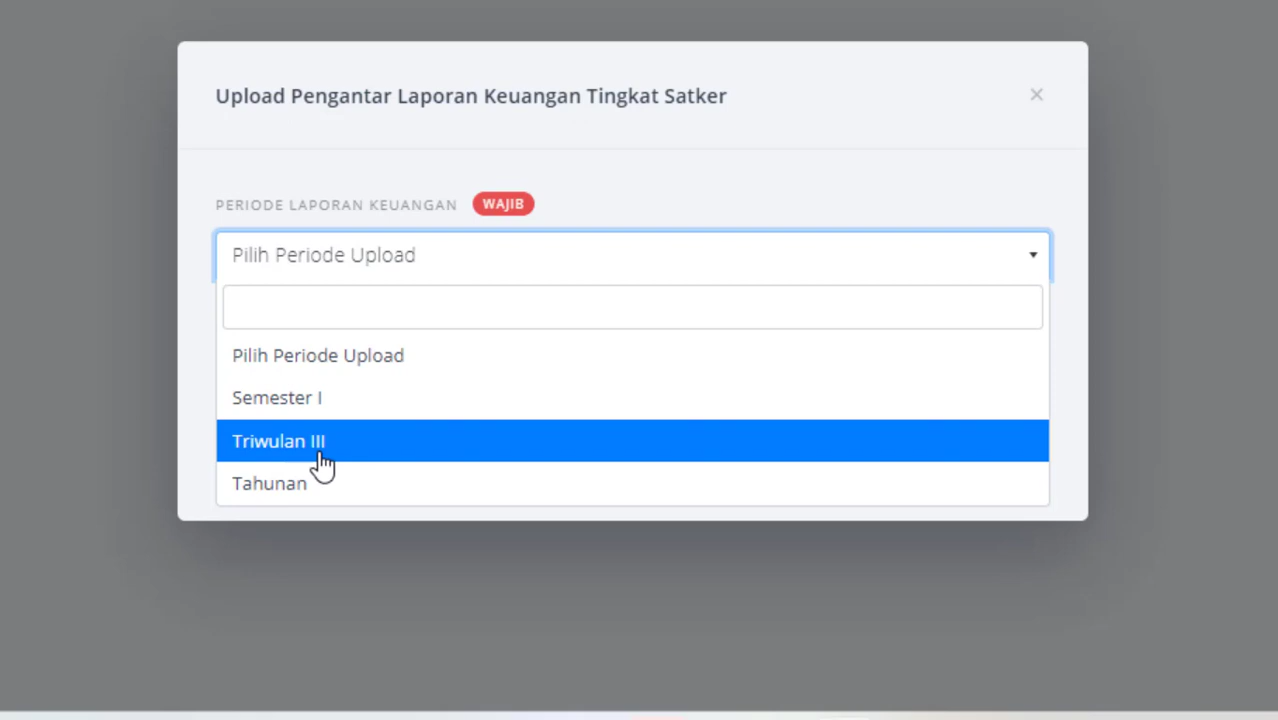 Upload Pengantar Laporan Keuangan Tingkat Satker
×
PERIODE LAPORAN KEUANGAN WAJIB
Pilih Periode Upload
Pilih Periode Upload
Semester I
Triwulan III
Tahunan